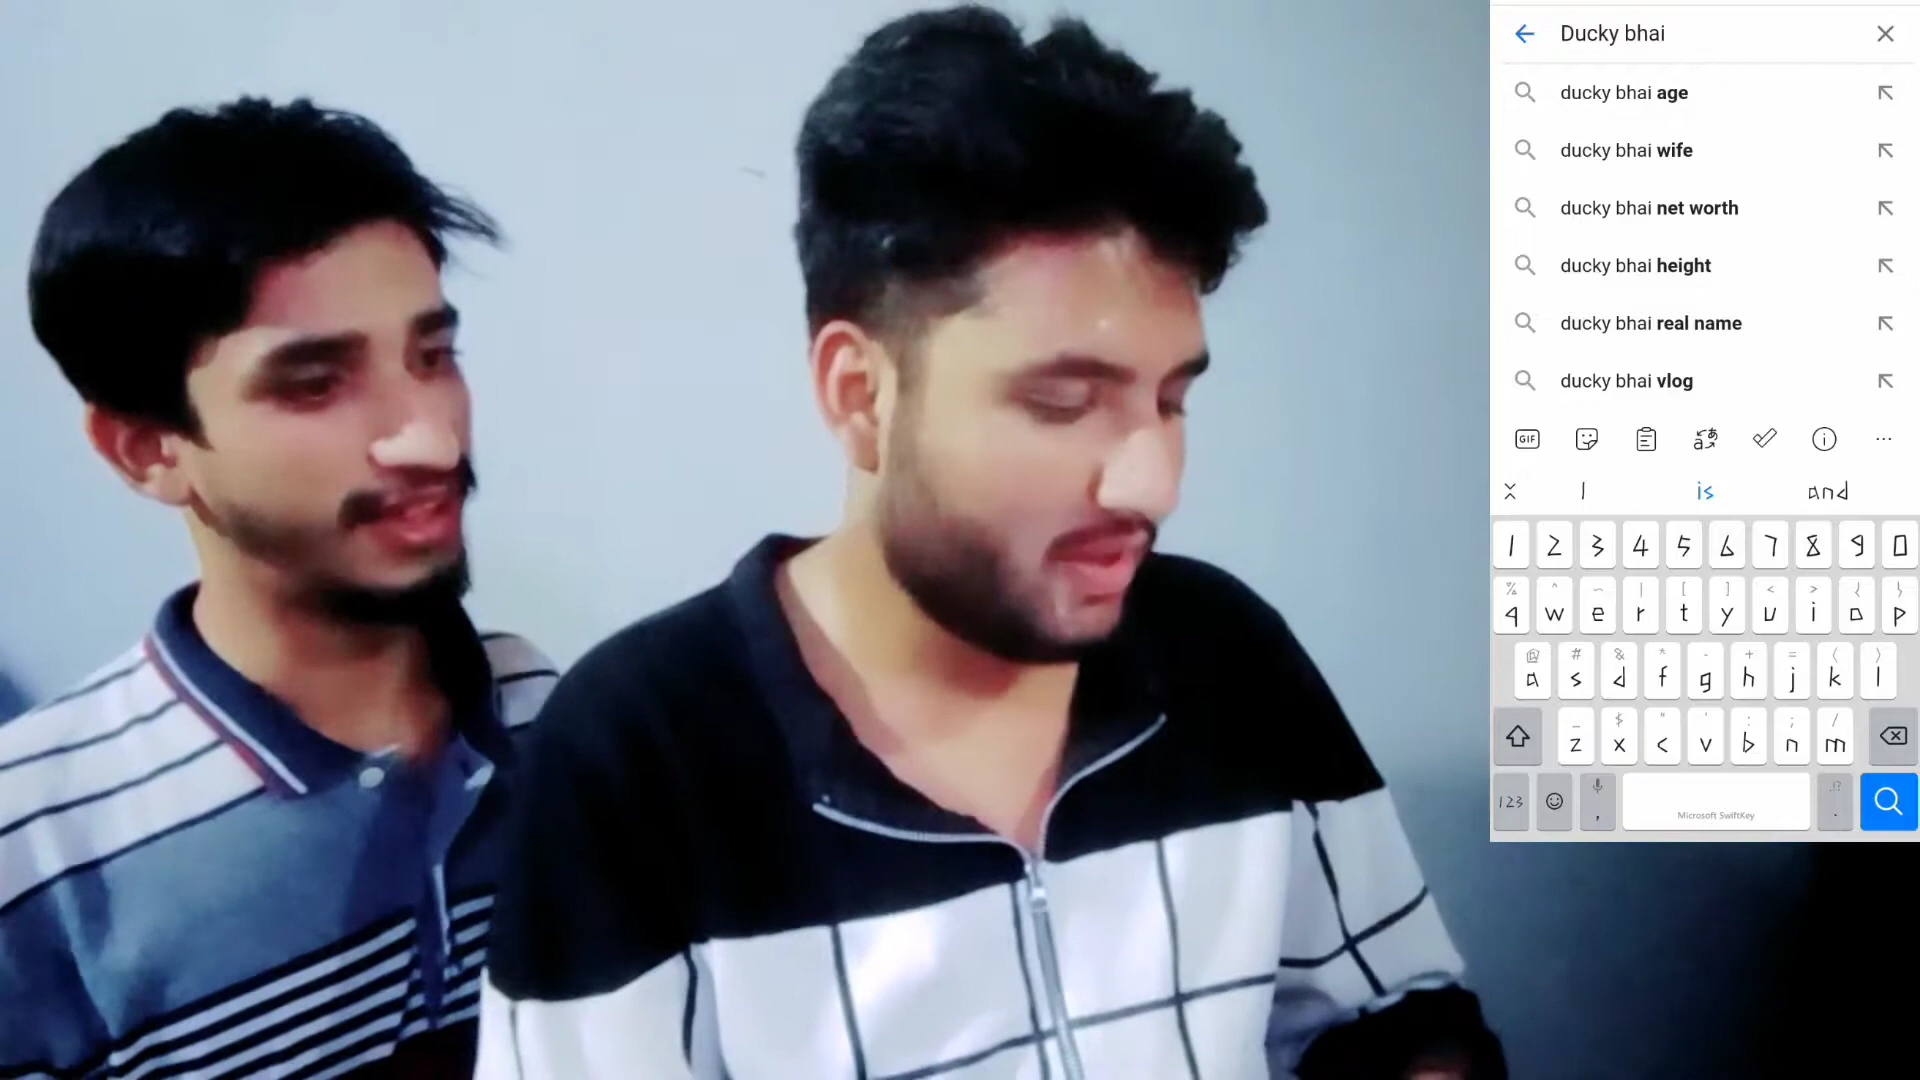 Ducky bhai
ducky bhai age
ducky bhai wife
ducky bhai net worth
ducky bhai height
ducky bhai real name
ducky bhai vlog
GIF
I is and
1 2 3 4 5 6 7 8 9 0
% ^ ~ | [ ] < > { }
q w e r t y u i o p
@ # & * - + = ( )
a s d f g h j k l
_ $ " ' : ; /
z x c v b n m
123 , Microsoft SwiftKey .